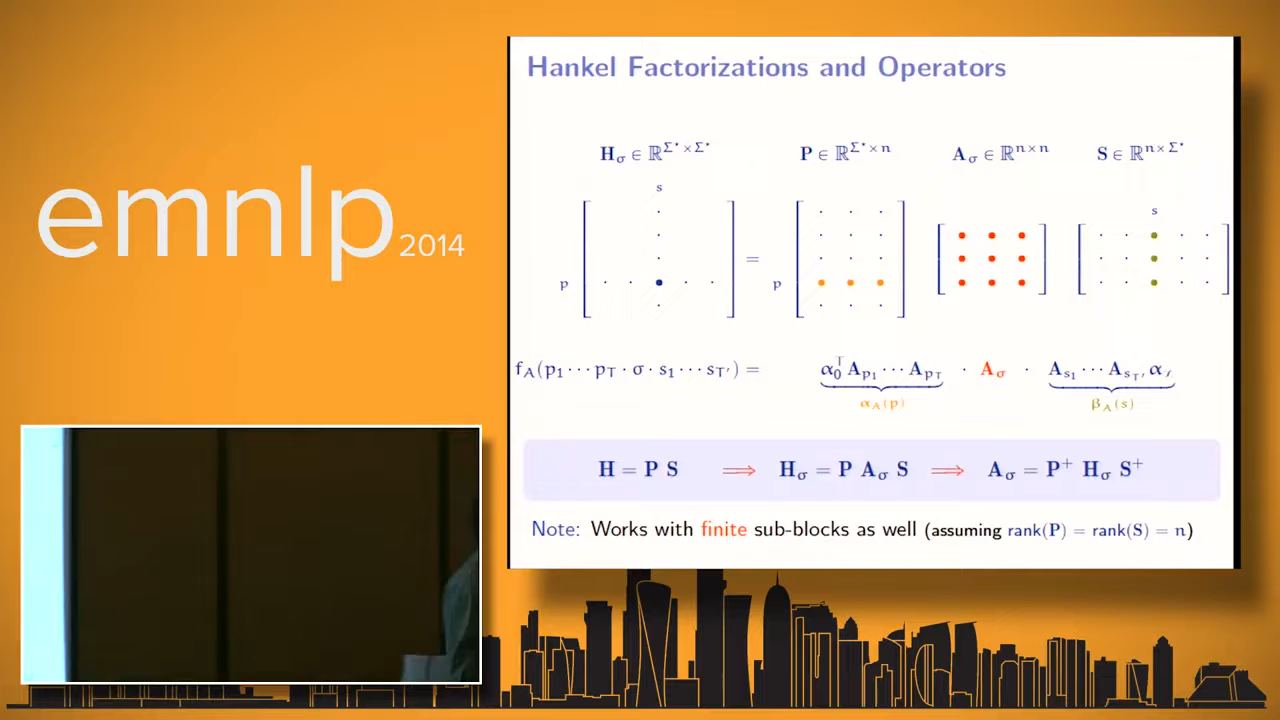 emnlp 2014
Hankel Factorizations and Operators
H_σ ∈ ℝ^{Σ*×Σ*} P ∈ ℝ^{Σ*×n} A_σ ∈ ℝ^{n×n} S ∈ ℝ^{n×Σ*}
s
s
p = p
f_A(p_1 ⋯ p_T · σ · s_1 ⋯ s_{T′}) = α_0^⊤ A_{p_1} ⋯ A_{p_T} · A_σ · A_{s_1} ⋯ A_{s_{T′}} α_∞
α_A(p) β_A(s)
H = P S ⟹ H_σ = P A_σ S ⟹ A_σ = P^+ H_σ S^+
Note: Works with finite sub-blocks as well (assuming rank(P) = rank(S) = n)